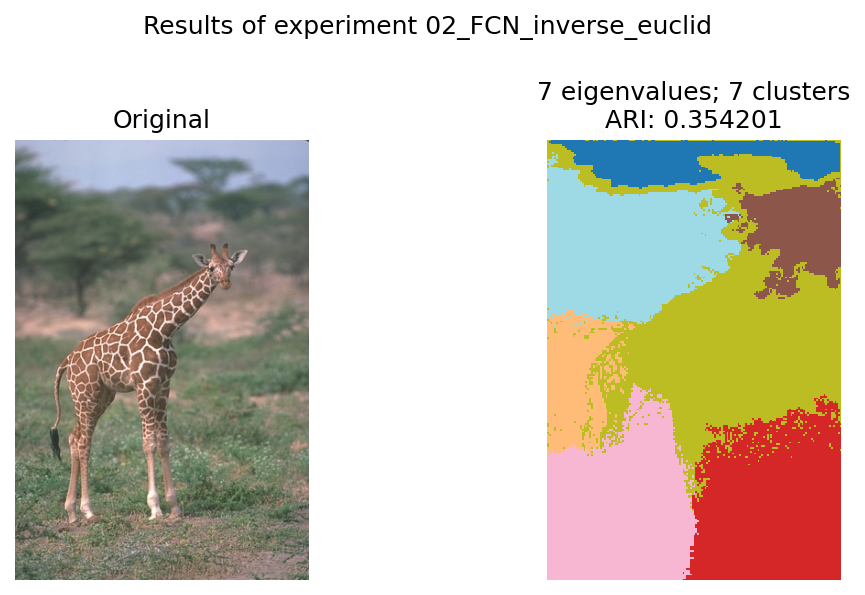 Results of experiment 02_FCN_inverse_euclid
Original
7 eigenvalues; 7 clusters
ARI: 0.354201